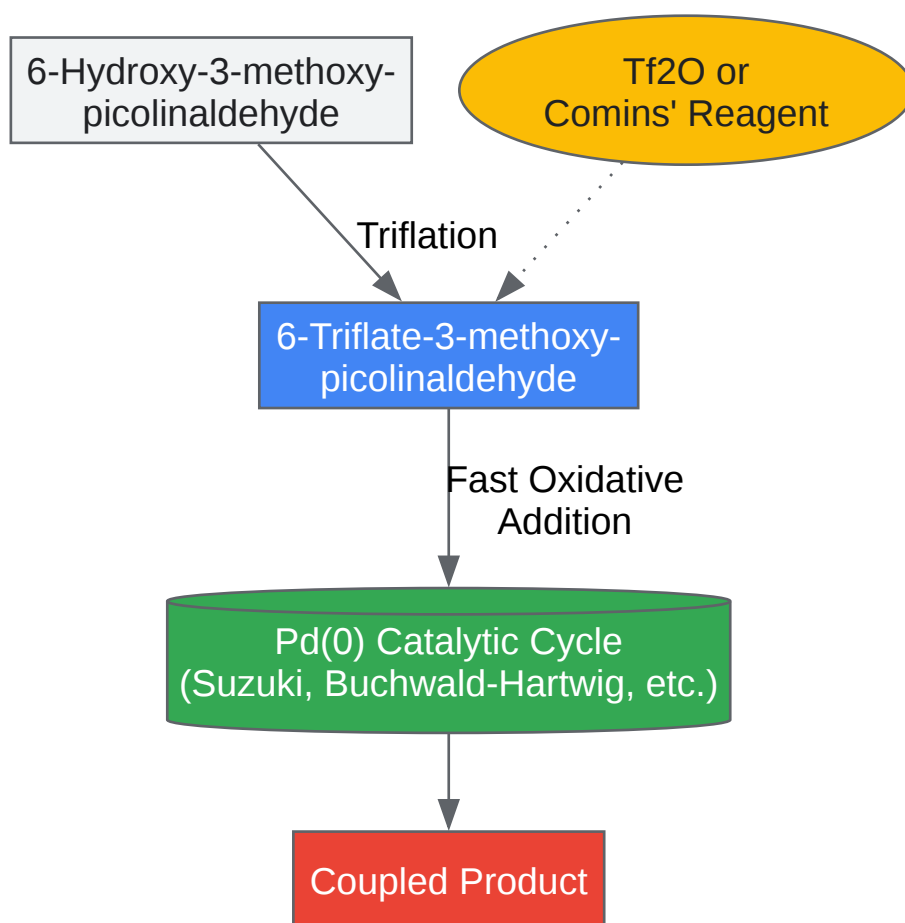 6-Hydroxy-3-methoxy-
picolinaldehyde
Tf2O or
Comins' Reagent
Triflation
6-Triflate-3-methoxy-
picolinaldehyde
Fast Oxidative
Addition
Pd(0) Catalytic Cycle
(Suzuki, Buchwald-Hartwig, etc.)
Coupled Product